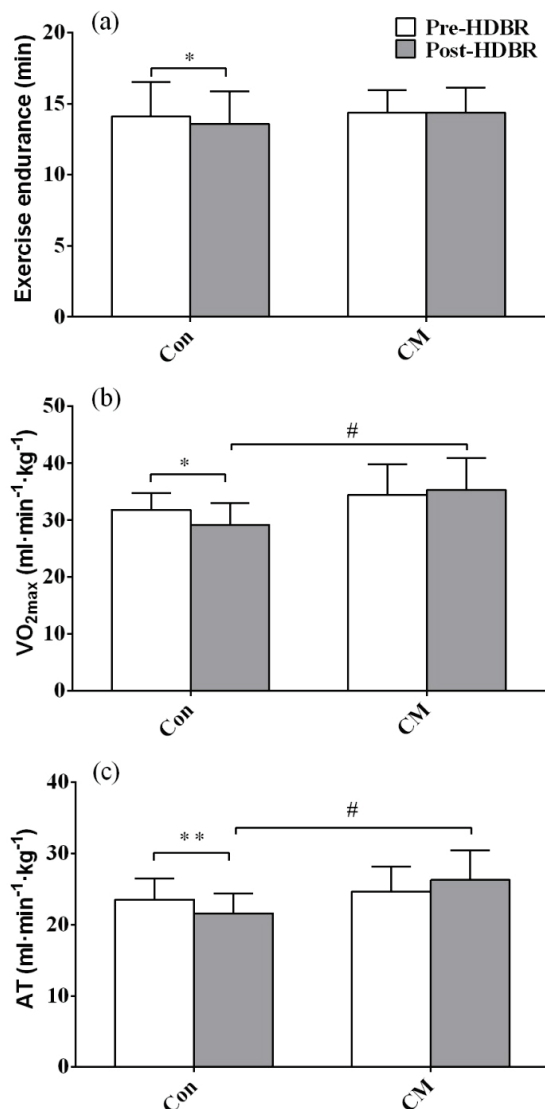 (a)
Pre-HDBR
Post-HDBR
Exercise endurance (min)
20
15
10
5
0
*
Con
CM
(b)
VO₂max (ml·min⁻¹·kg⁻¹)
50
40
30
20
10
0
*
#
Con
CM
(c)
AT (ml·min⁻¹·kg⁻¹)
40
30
20
10
0
**
#
Con
CM